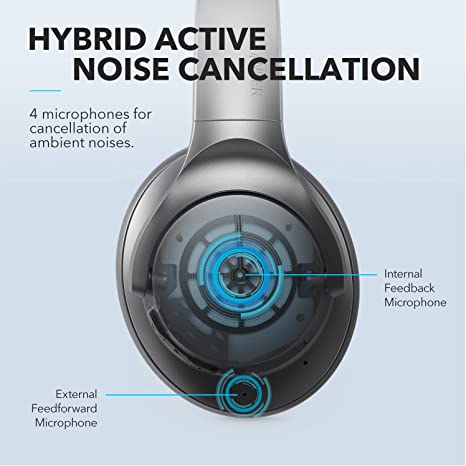 HYBRID ACTIVE
NOISE CANCELLATION
4 microphones for
cancellation of
ambient noises.
Internal
Feedback
Microphone
External
Feedforward
Microphone